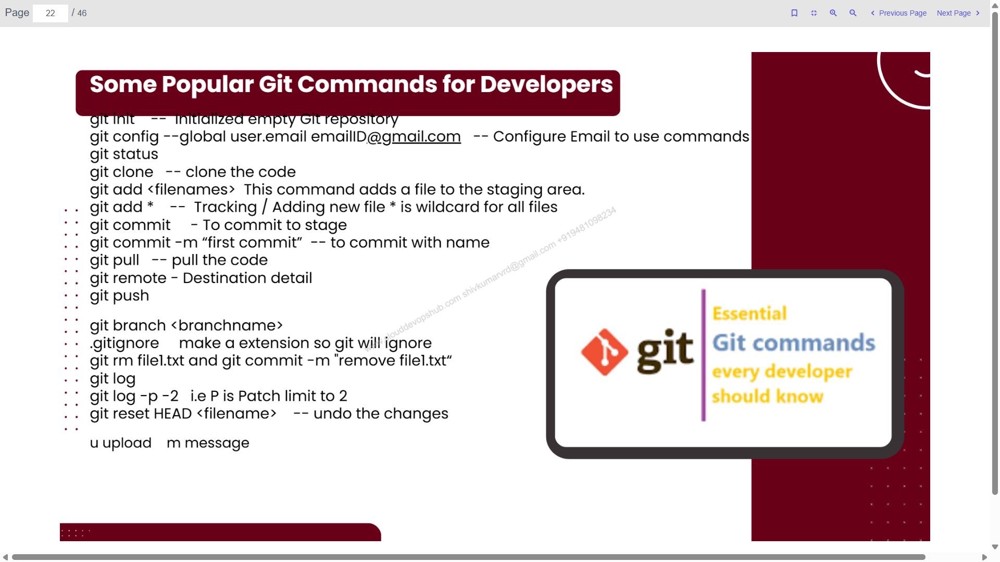 Page 22 / 46 Previous Page Next Page
Some Popular Git Commands for Developers
git init -- Initialized empty Git repository
git config --global user.email emailID@gmail.com -- Configure Email to use commands
git status
git clone -- clone the code
git add <filenames> This command adds a file to the staging area.
git add * -- Tracking / Adding new file * is wildcard for all files
git commit - To commit to stage
git commit -m “first commit” -- to commit with name
git pull -- pull the code
git remote - Destination detail
git push
git branch <branchname>
.gitignore make a extension so git will ignore
git rm file1.txt and git commit -m "remove file1.txt“
git log
git log -p -2 i.e P is Patch limit to 2
git reset HEAD <filename> -- undo the changes
u upload m message
www.clouddevopshub.com shivkumarvrd@gmail.com +919481098234
git
Essential
Git commands
every developer
should know